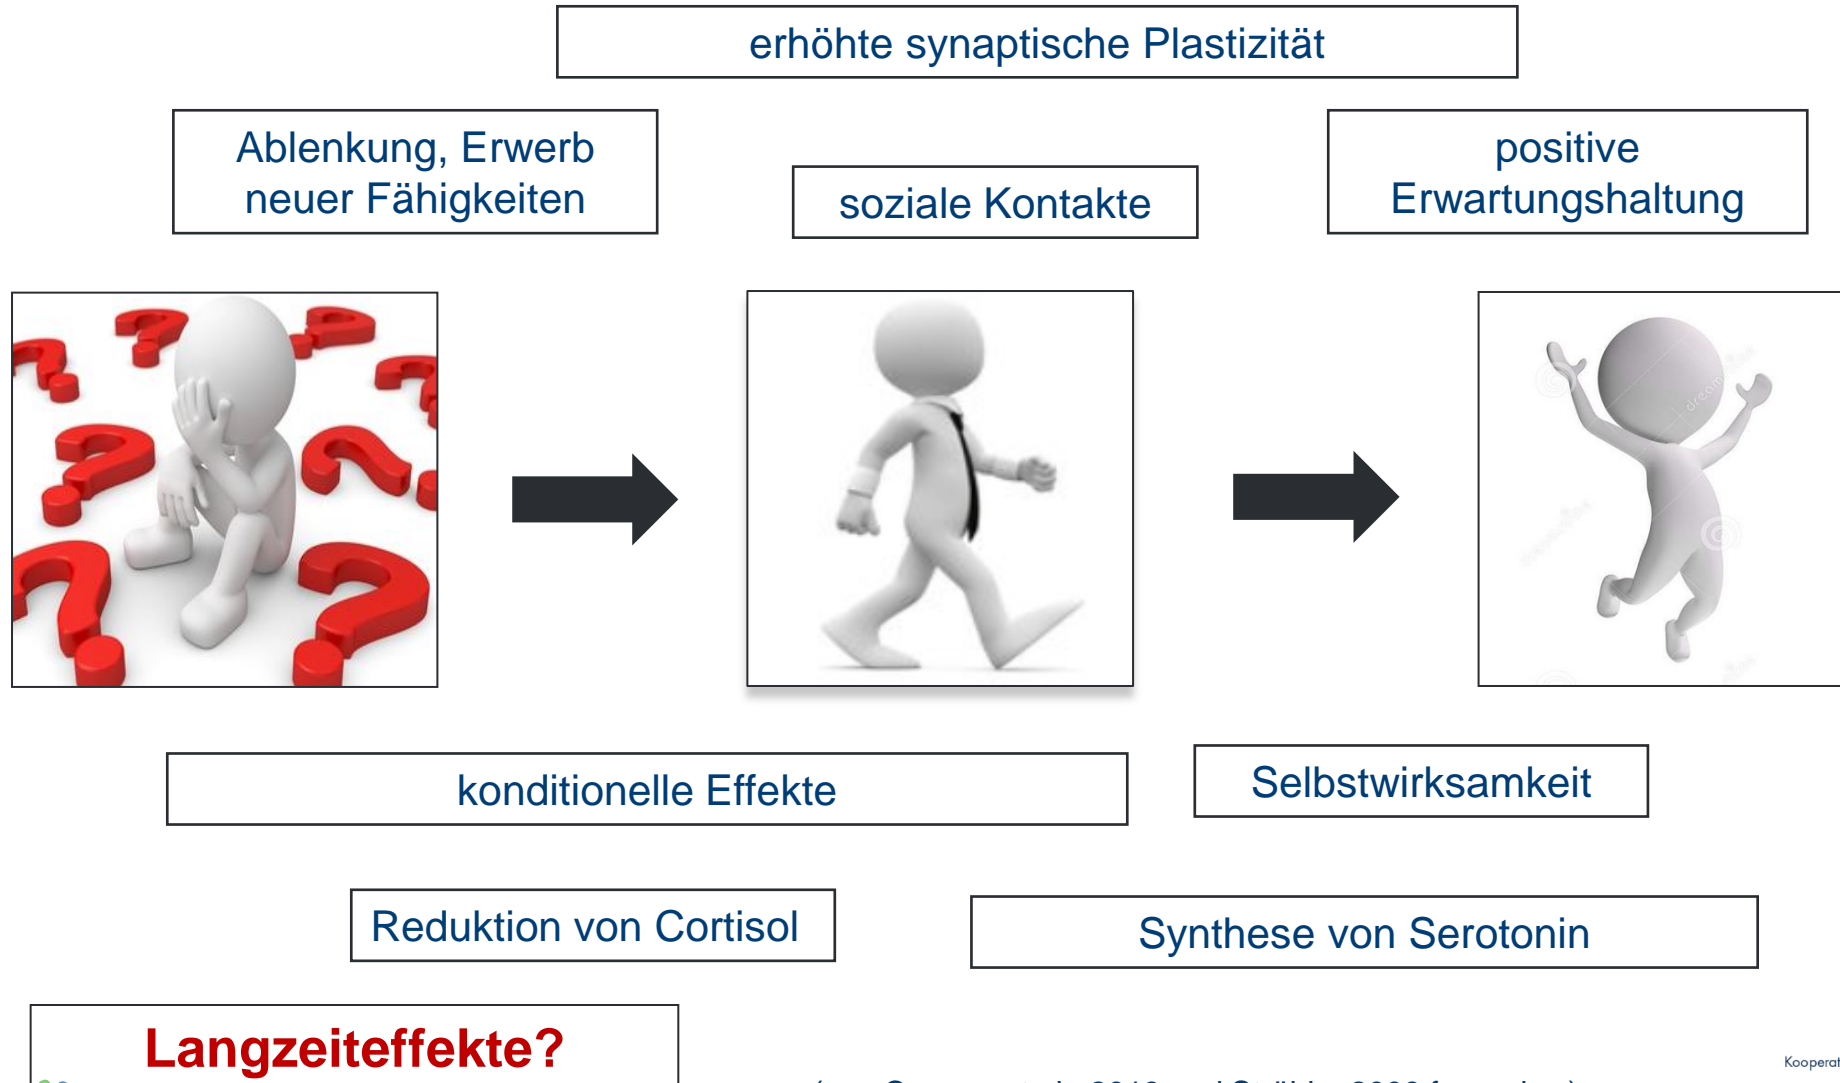 erhöhte synaptische Plastizität
Ablenkung, Erwerb
neuer Fähigkeiten
soziale Kontakte
positive
Erwartungshaltung
konditionelle Effekte
Selbstwirksamkeit
Reduktion von Cortisol
Synthese von Serotonin
Langzeiteffekte?
Kooperat